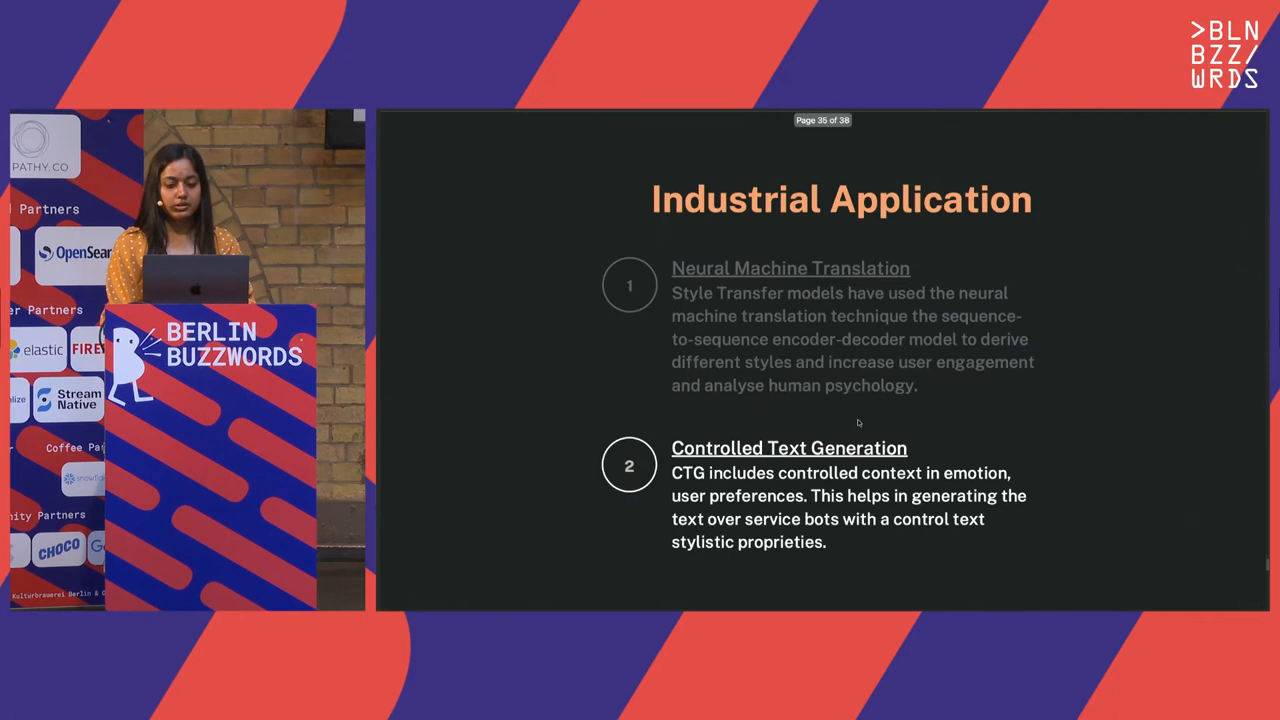 >BLN
BZZ/
WRDS
PATHY.CO
Partners
er Partners
elastic
FIRE
Stream
Native
Coffee Pa
nity Partners
CHOCO
Kulturbrauerei Berlin &
BERLIN
BUZZWORDS
Page 35 of 38
Industrial Application
1
Neural Machine Translation
Style Transfer models have used the neural
machine translation technique the sequence-
to-sequence encoder-decoder model to derive
different styles and increase user engagement
and analyse human psychology.
2
Controlled Text Generation
CTG includes controlled context in emotion,
user preferences. This helps in generating the
text over service bots with a control text
stylistic proprieties.